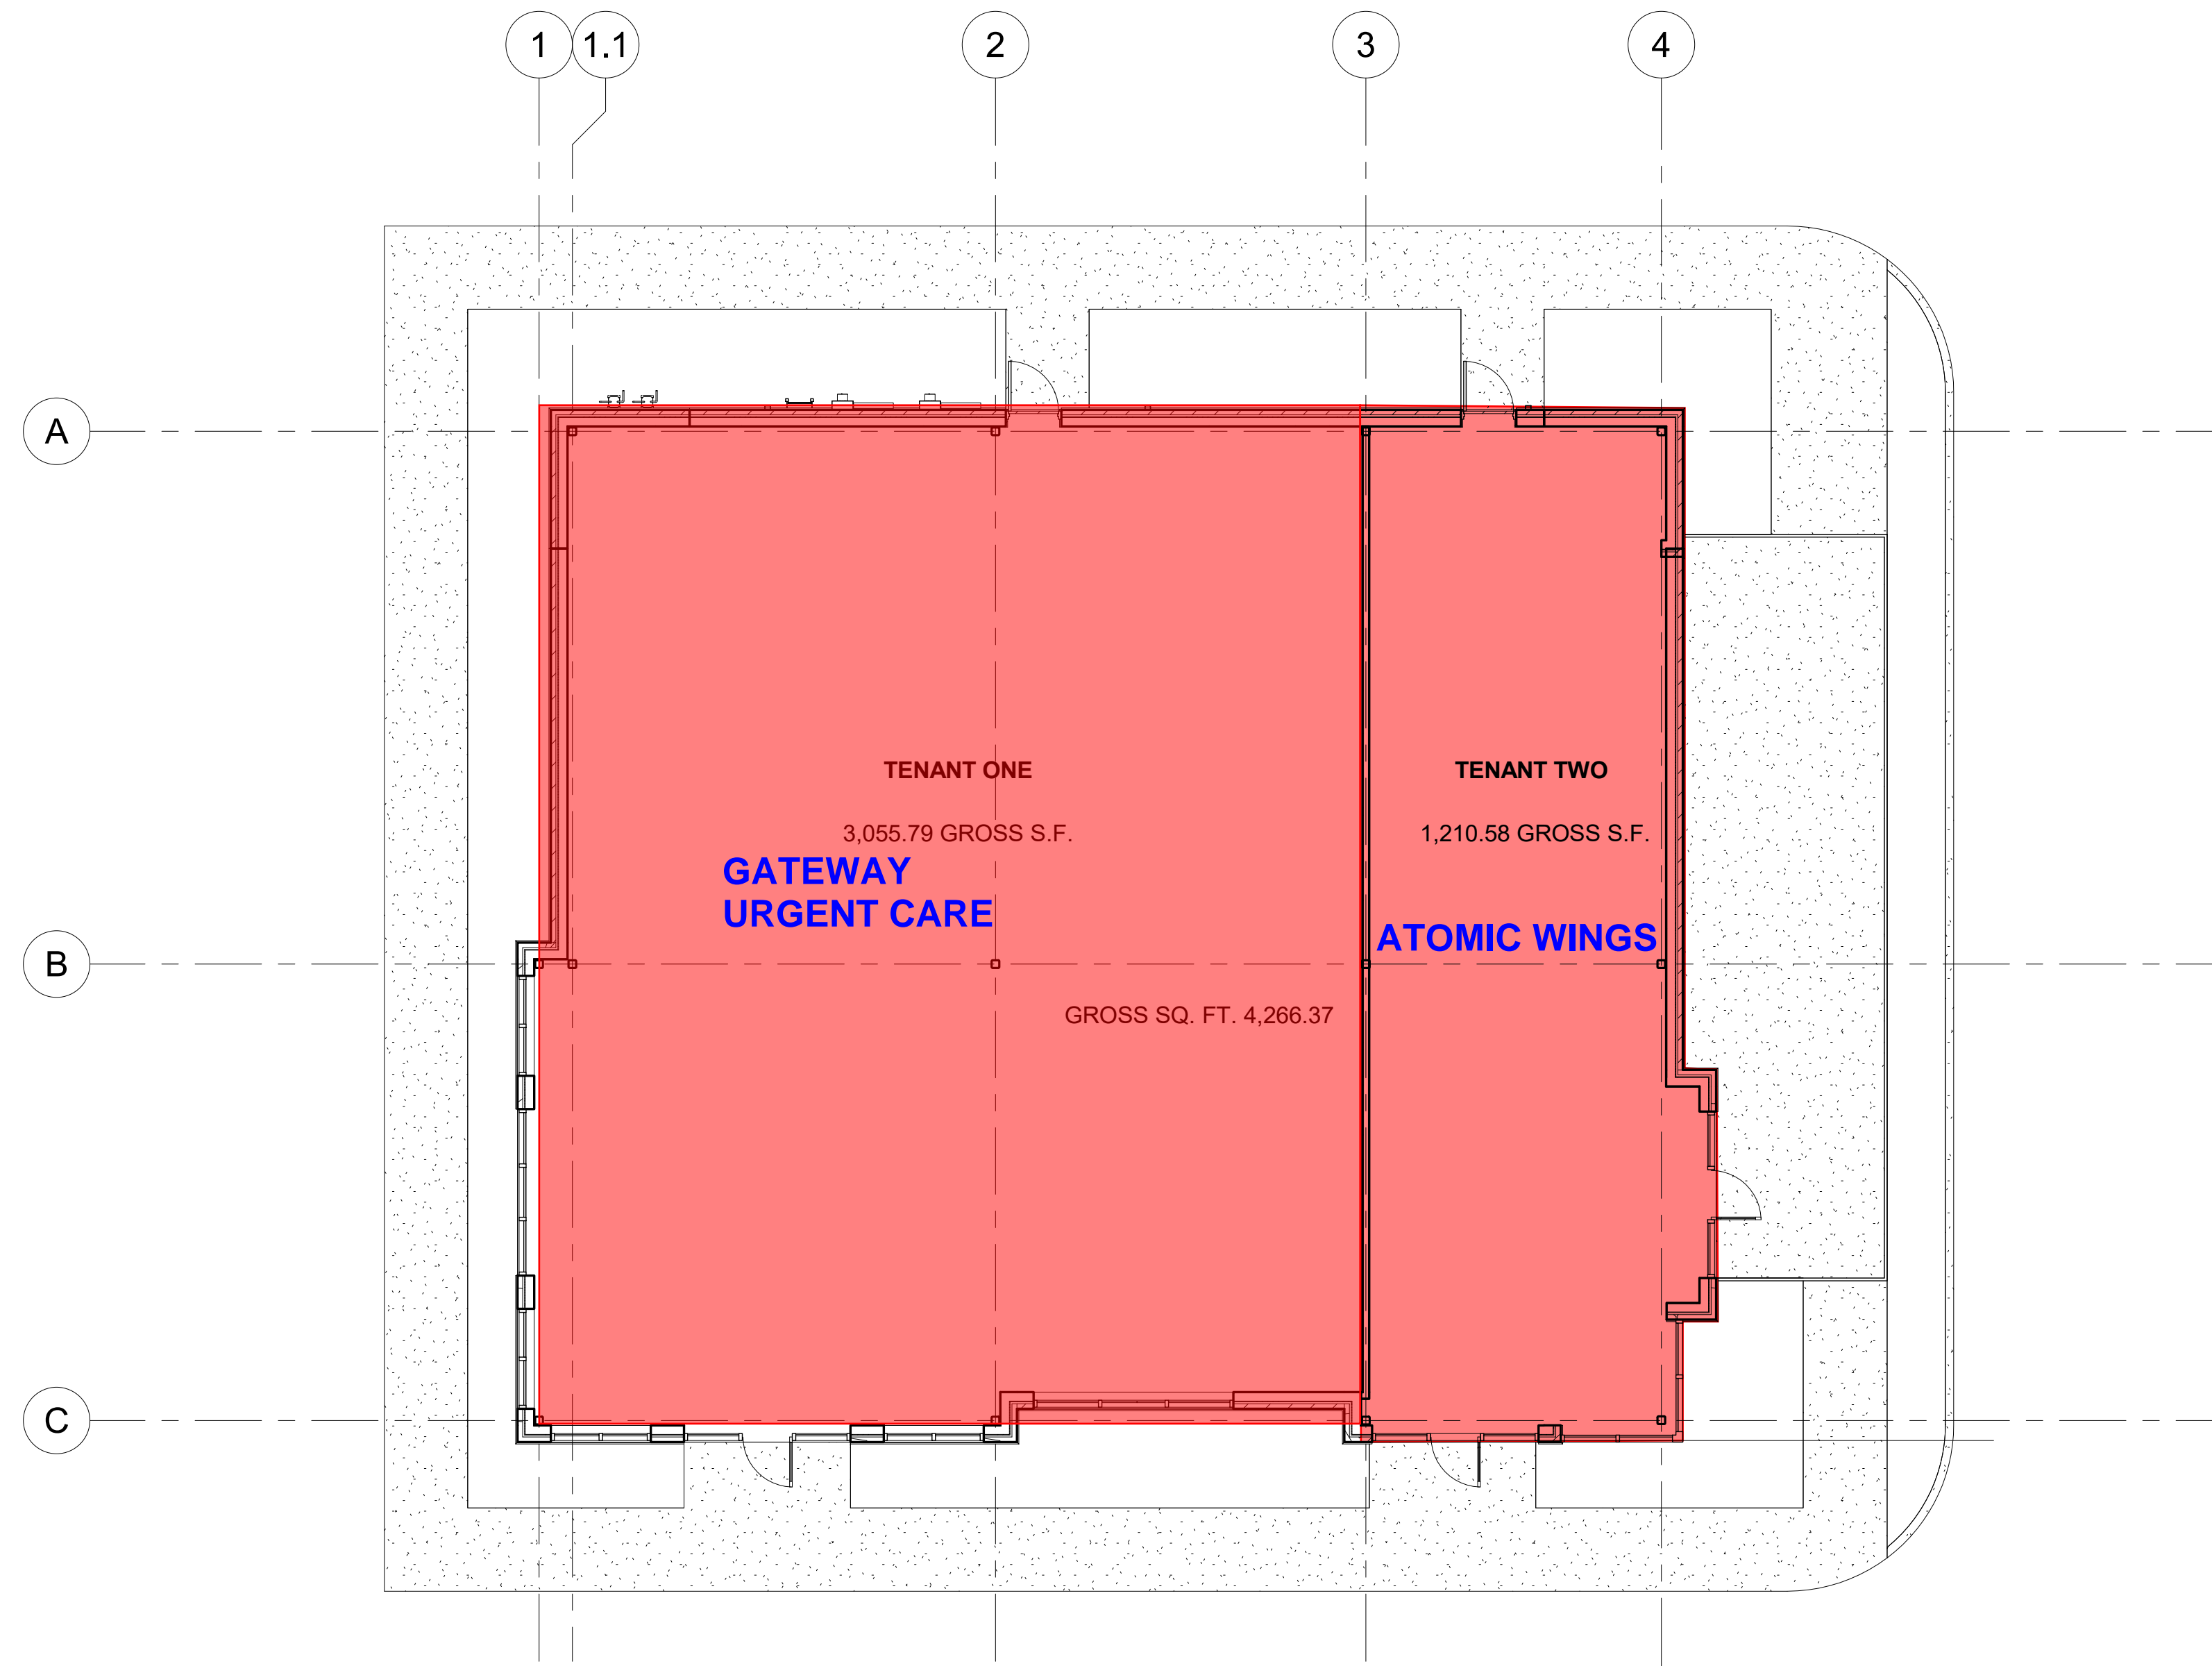 1
1.1
2
3
4
A
TENANT ONE
TENANT TWO
3,055.79 GROSS S.F.
1,210.58 GROSS S.F.
GATEWAY
URGENT CARE
ATOMIC WINGS
B
GROSS SQ. FT. 4,266.37
C